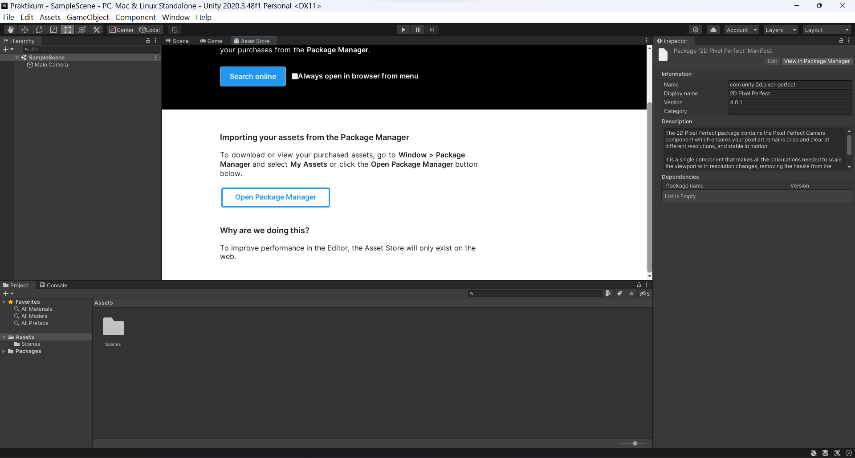 Praktikum - SampleScene - PC, Mac & Linux Standalone - Unity 2020.3.48f1 Personal <DX11>
File Edit Assets GameObject Component Window Help
Center Local
Account Layers Layout
Hierarchy
All
SampleScene
Main Camera
Scene Game Asset Store
your purchases from the Package Manager.
Search online Always open in browser from menu
Importing your assets from the Package Manager
To download or view your purchased assets, go to Window > Package
Manager and select My Assets or click the Open Package Manager button
below.
Open Package Manager
Why are we doing this?
To improve performance in the Editor, the Asset Store will only exist on the
web.
Inspector
Package '2D Pixel Perfect' Manifest
Edit View in Package Manager
Information
Name com.unity.2d.pixel-perfect
Display name 2D Pixel Perfect
Version 4.0.1
Category
Description
The 2D Pixel Perfect package contains the Pixel Perfect Camera
component which ensures your pixel art remains crisp and clear at
different resolutions, and stable in motion.
It is a single component that makes all the calculations needed to scale
the viewport with resolution changes, removing the hassle from the
Dependencies
Package name Version
List is Empty
Project Console
Favorites
All Materials
All Models
All Prefabs
Assets
Scenes
Packages
Assets
Scenes